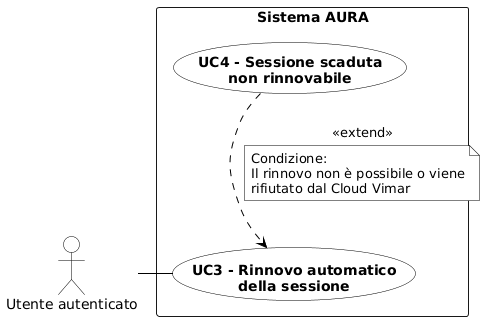 Sistema AURA
UC4 - Sessione scaduta
non rinnovabile
«extend»
Condizione:
Il rinnovo non è possibile o viene
rifiutato dal Cloud Vimar
UC3 - Rinnovo automatico
della sessione
Utente autenticato